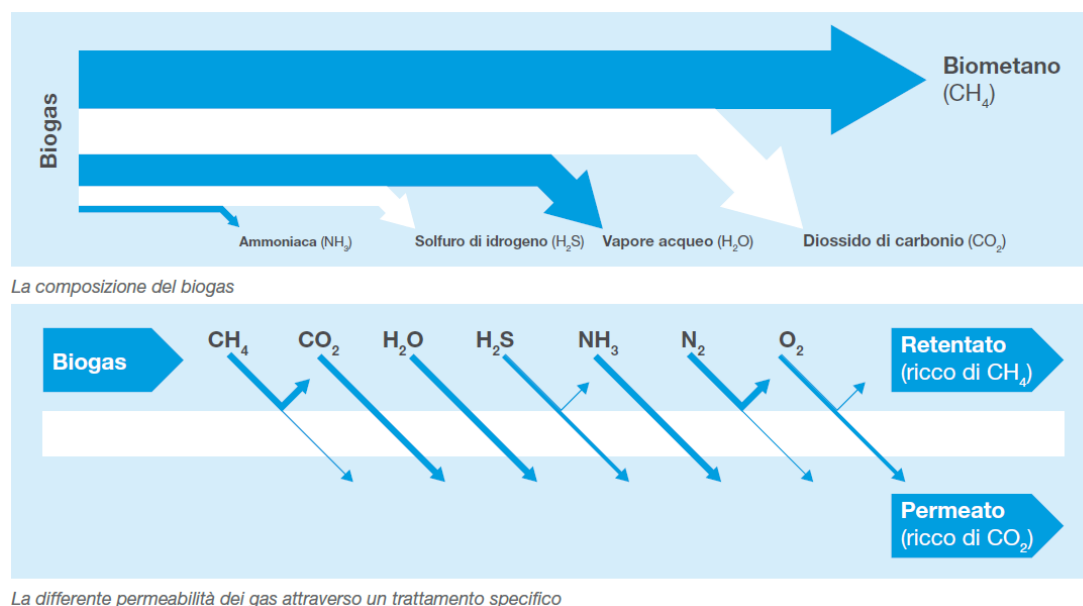 Biogas
Biometano
(CH₄)
Ammoniaca (NH₃)
Solfuro di idrogeno (H₂S)
Vapore acqueo (H₂O)
Diossido di carbonio (CO₂)
La composizione del biogas
Biogas
CH₄
CO₂
H₂O
H₂S
NH₃
N₂
O₂
Retentato
(ricco di CH₄)
Permeato
(ricco di CO₂)
La differente permeabilità dei gas attraverso un trattamento specifico